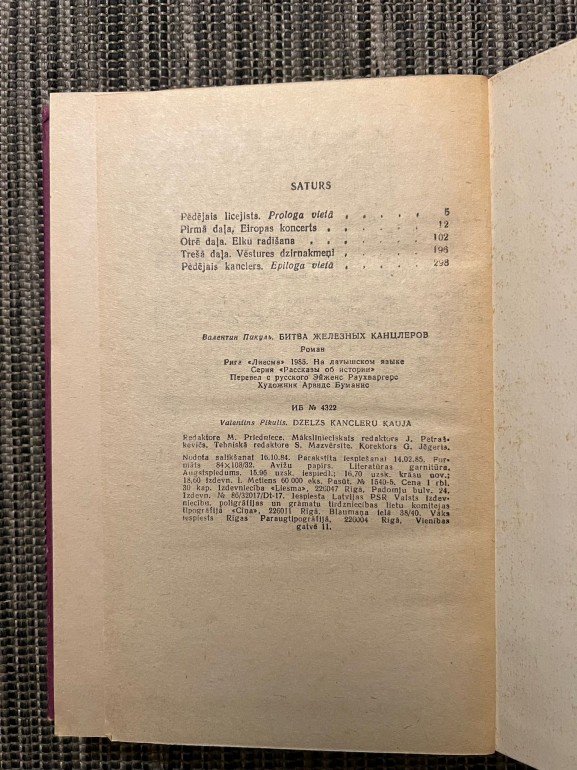 SATURS
Pēdējais licejists. Prologa vietā . . . . . 5
Pirmā daļa, Eiropas koncerts . . . . . 12
Otrē daļa. Elku radīšana . . . . . 102
Trešā daļa. Vēstures dzirnakmeņi . . . . . 196
Pēdējais kanclers. Epiloga vietā . . . . . 298
Валентин Пикуль. БИТВА ЖЕЛЕЗНЫХ КАНЦЛЕРОВ
Роман
Рига «Лиесма» 1985. На латышском языке
Серия «Рассказы об истории»
Перевел с русского Эйженс Раухваргерс
Художник Арвидс Буманис
ИБ № 4322
Valentīns Pikulis. DZELZS KANCLERU KAUJA
Redaktore M. Priedniece. Mākslinieciskais redaktors J. Petraš-
kevičs, Tehniskā redaktore S. Mazvērsīte. Korektors G. Jēgeris.
Nodota salikšanai 16.10.84. Parakstīta iespiešanai 14.02.85. For-
māts 84×108/32. Avīžu papīrs. Literatūras garnitūra.
Augstspiedums. 15,96 uzsk. iespiedl.; 16,70 uzsk. krāsu nov.;
18,60 izdevn. l. Metiens 60 000 eks. Pasūt. № 1540-5, Cena 1 rbl.
30 kap. Izdevniecība «Liesma», 226047 Rīgā, Padomju bulv. 24,
Izdevn. № 80/32017/Dt-17. Iespiesta Latvijas PSR Valsts izdev-
niecību, poligrāfijas un grāmatu tirdzniecības lietu komitejas
tipogrāfijā «Cīņa», 226011 Rīgā, Blaumaņa ielā 38/40. Vāks
iespiests Rīgas Paraugtipogrāfijā, 226004 Rīgā, Vienības
gatvē 11.